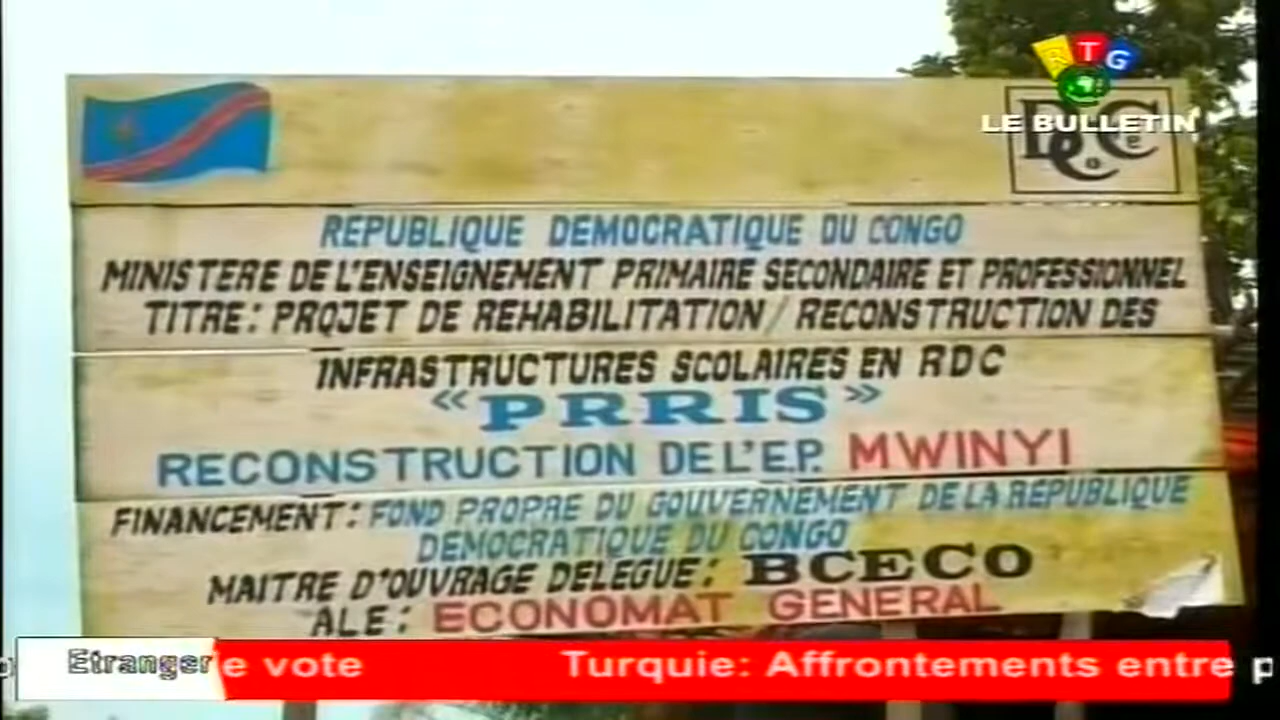 RTG@
LE BULLETIN
BCeCo
REPUBLIQUE DEMOCRATIQUE DU CONGO
MINISTERE DE L'ENSEIGNEMENT PRIMAIRE SECONDAIRE ET PROFESSIONNEL
TITRE: PROJET DE REHABILITATION/RECONSTRUCTION DES
INFRASTRUCTURES SCOLAIRES EN RDC
"PRRIS"
RECONSTRUCTION DE L'E.P. MWINYI
FINANCEMENT: FOND PROPRE DU GOUVERNEMENT DE LA REPUBLIQUE
DEMOCRATIQUE DU CONGO
MAITRE D'OUVRAGE DELEGUE: BCECO
ALE: ECONOMAT GENERAL
Etranger e vote Turquie: Affrontements entre p